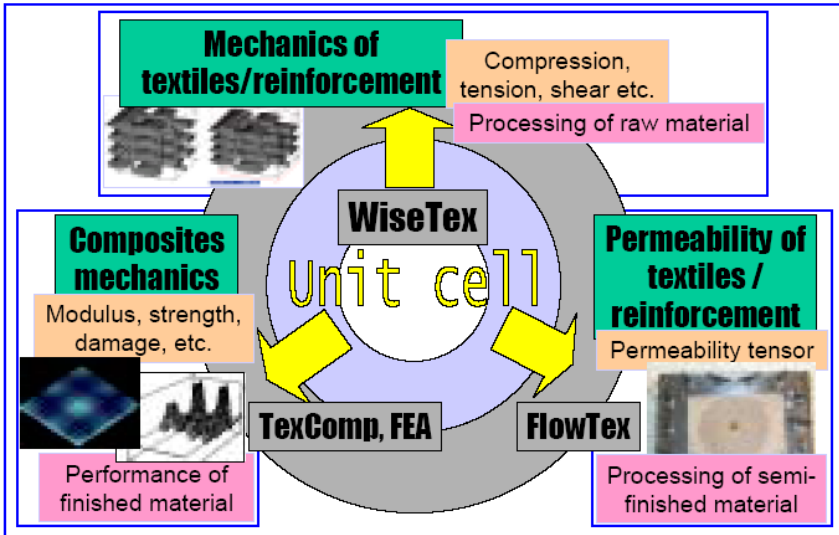 Mechanics of
textiles/reinforcement
Compression,
tension, shear etc.
Processing of raw material
WiseTex
Unit cell
Composites
mechanics
Modulus, strength,
damage, etc.
TexComp, FEA
Performance of
finished material
Permeability of
textiles /
reinforcement
Permeability tensor
FlowTex
Processing of semi-
finished material